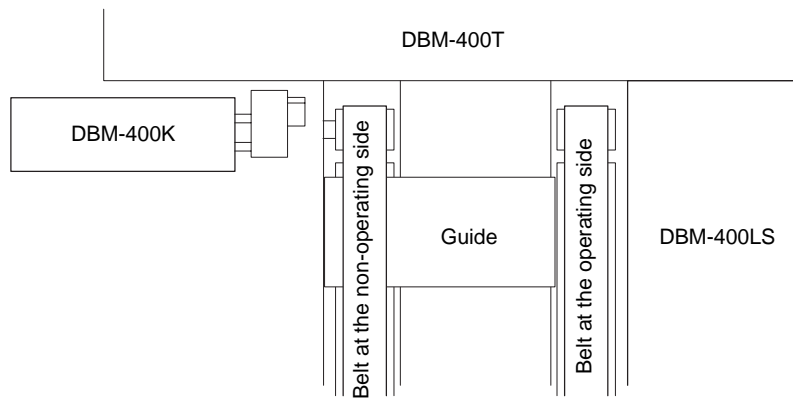 DBM-400T
DBM-400K
Belt at the non-operating side
Guide
Belt at the operating side
DBM-400LS